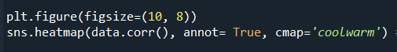 plt.figure(figsize=(10, 8))
sns.heatmap(data.corr(), annot= True, cmap='coolwarm')